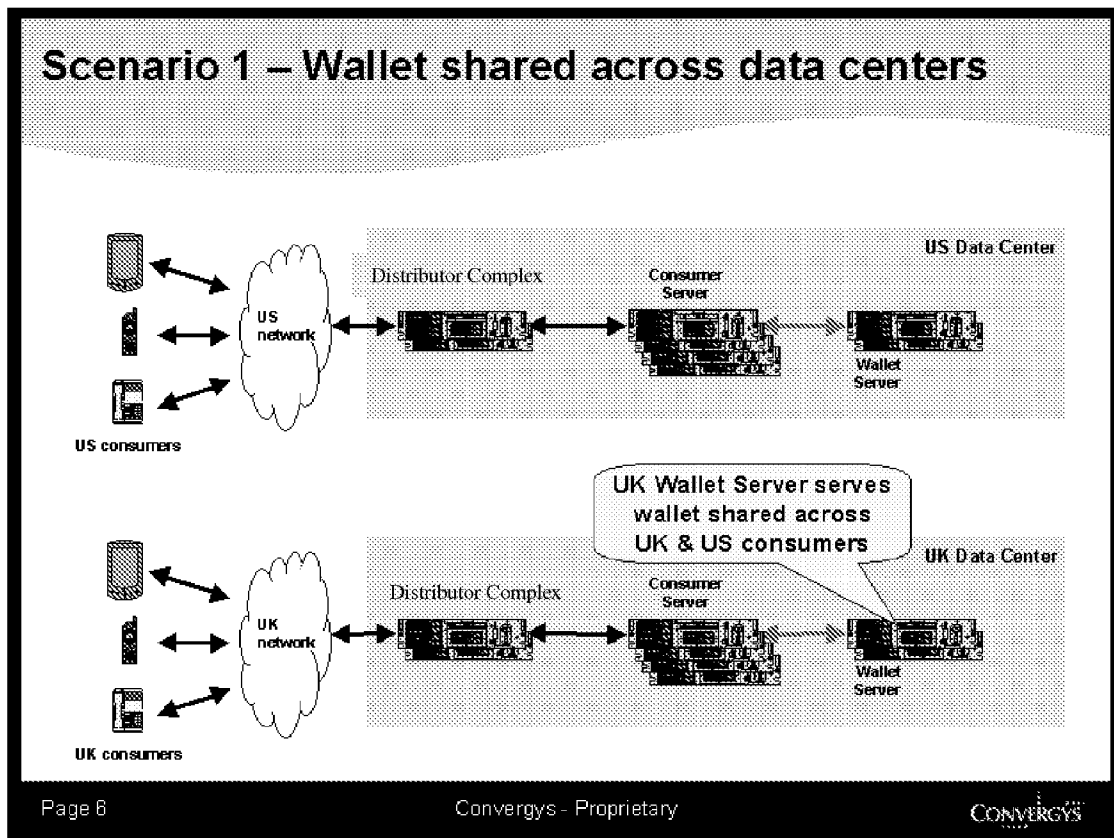 Scenario 1 – Wallet shared across data centers
US Data Center
Distributor Complex
Consumer
Server
US
network
Wallet
Server
US consumers
UK Wallet Server serves
wallet shared across
UK & US consumers
UK Data Center
Distributor Complex
Consumer
Server
UK
network
Wallet
Server
UK consumers
Page 6
Convergys - Proprietary
CONVERGYS